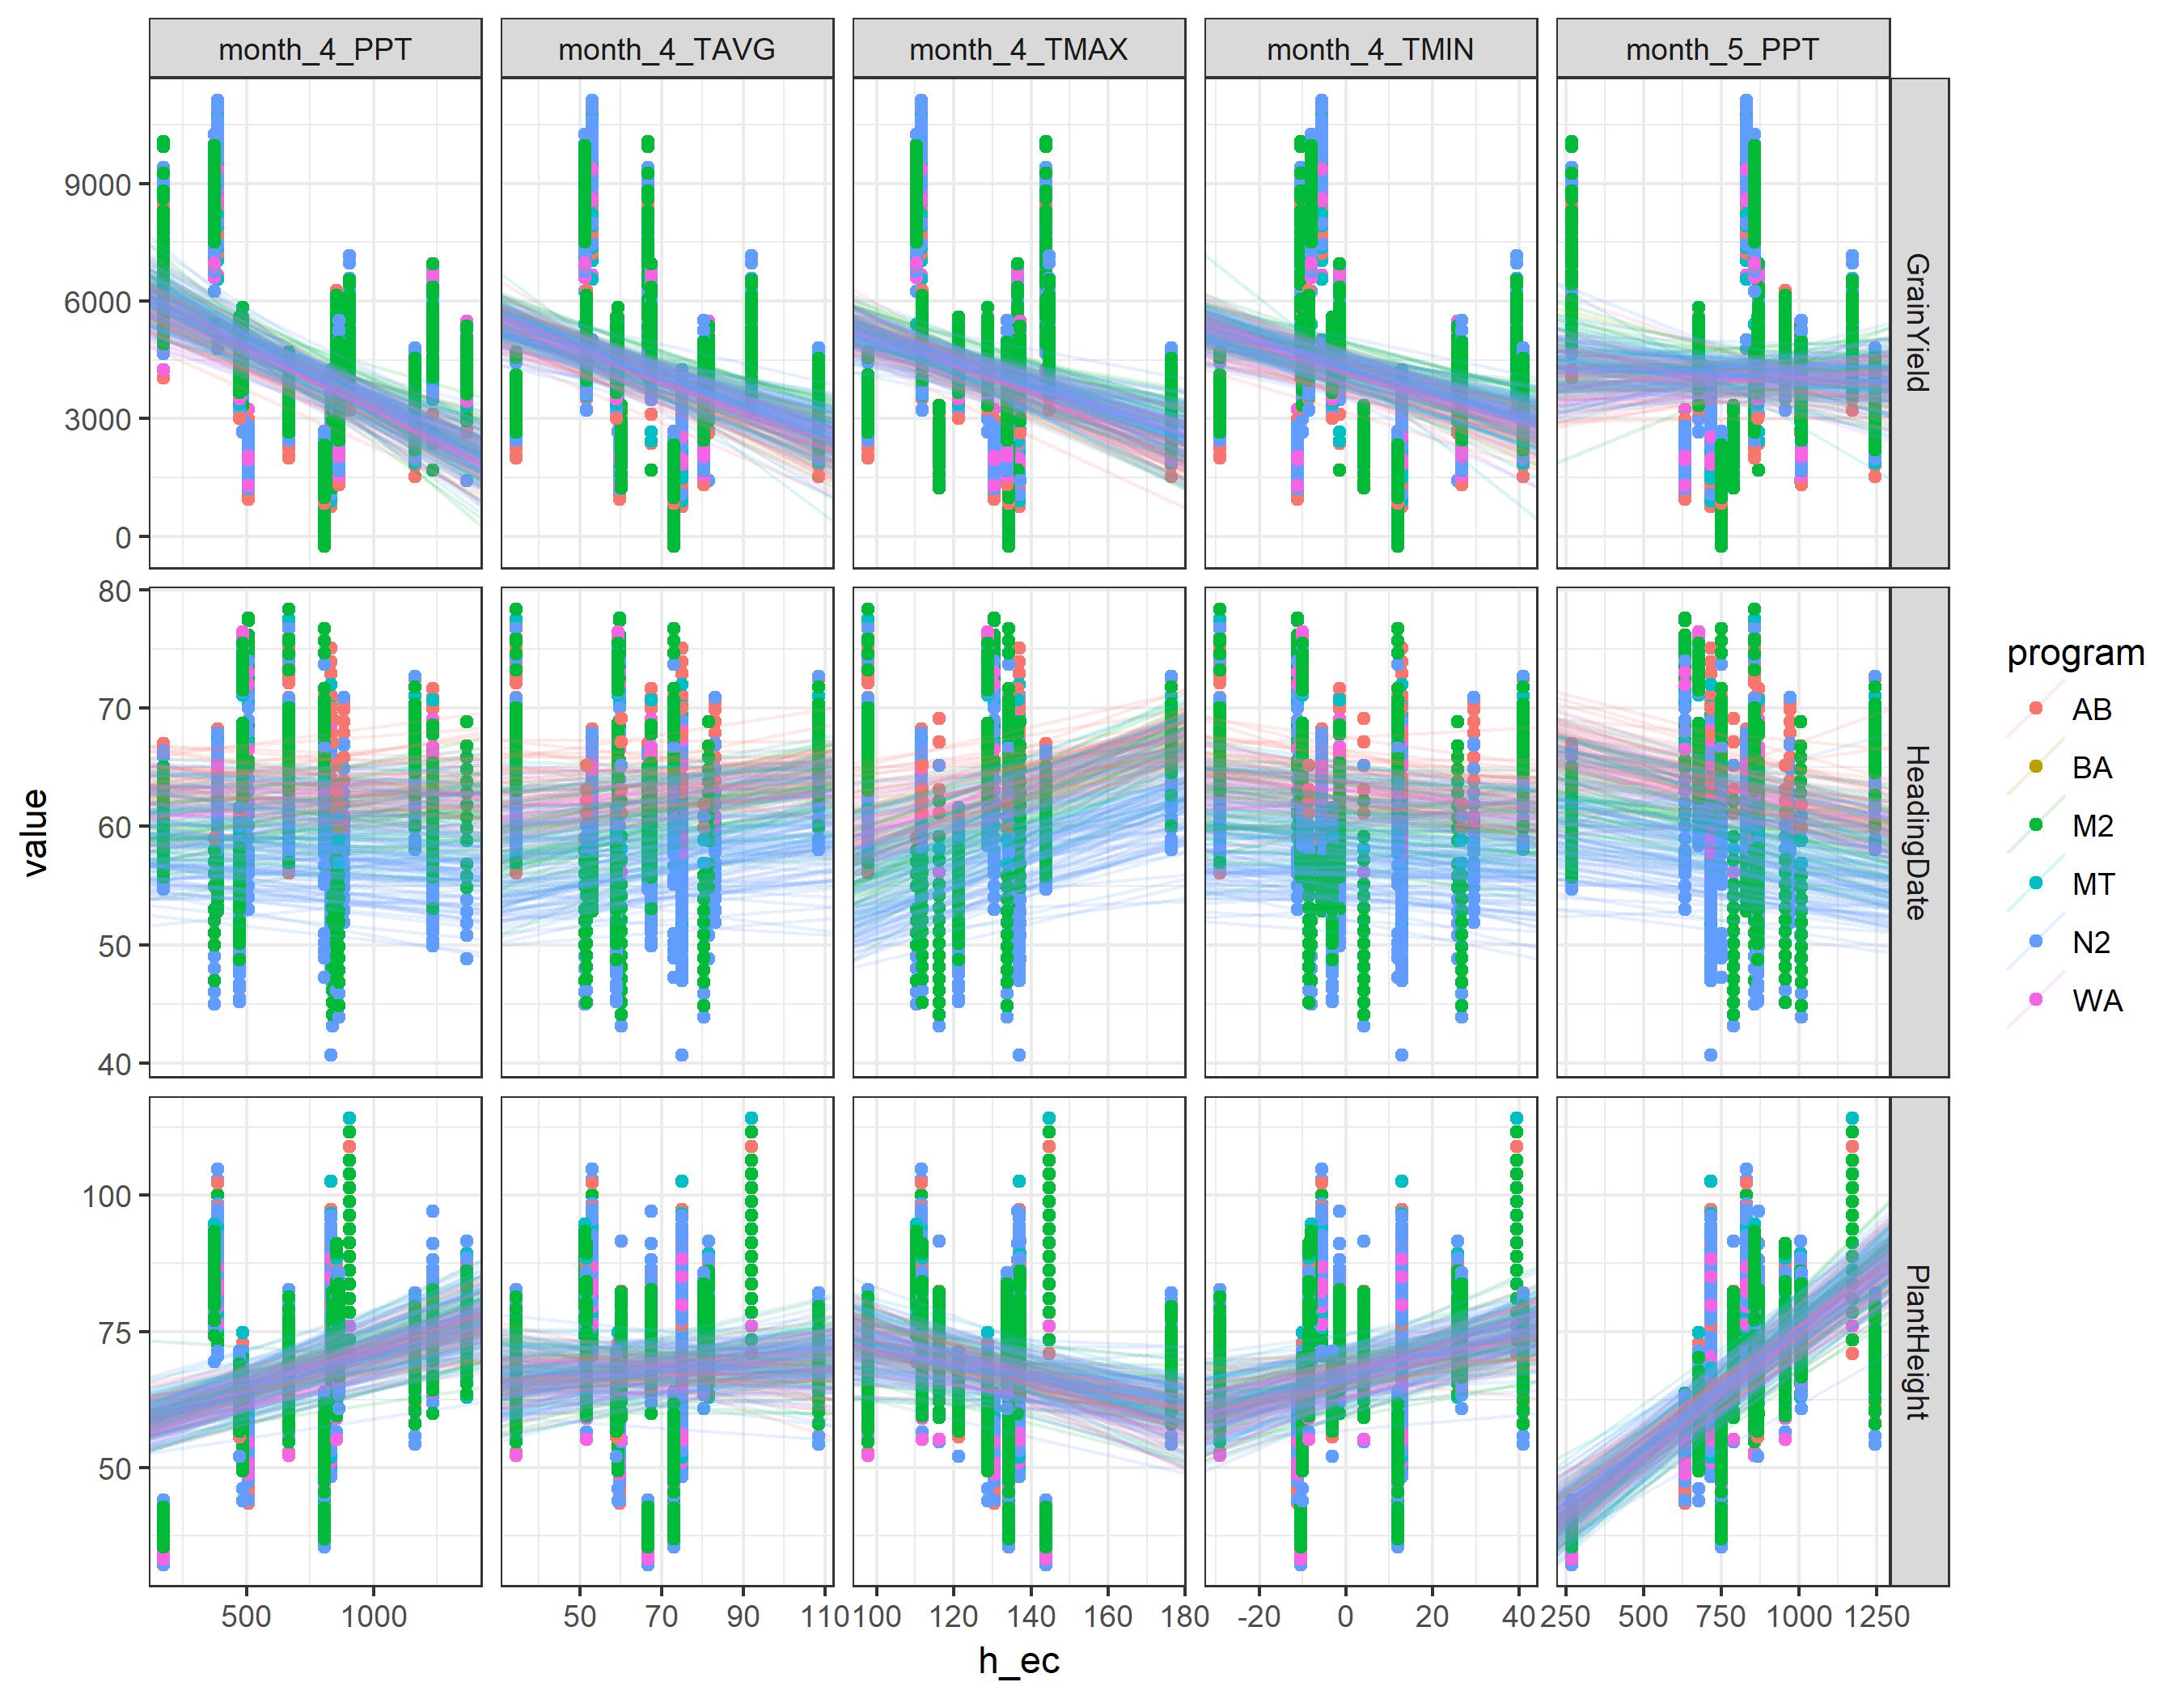 month_4_PPT
month_4_TAVG
month_4_TMAX
month_4_TMIN
month_5_PPT
9000
6000
3000
0
GrainYield
80
70
60
50
40
HeadingDate
100
75
50
PlantHeight
value
500 1000
50 70 90 110
100 120 140 160 180
-20 0 20 40
250 500 750 1000 1250
h_ec
program
AB
BA
M2
MT
N2
WA